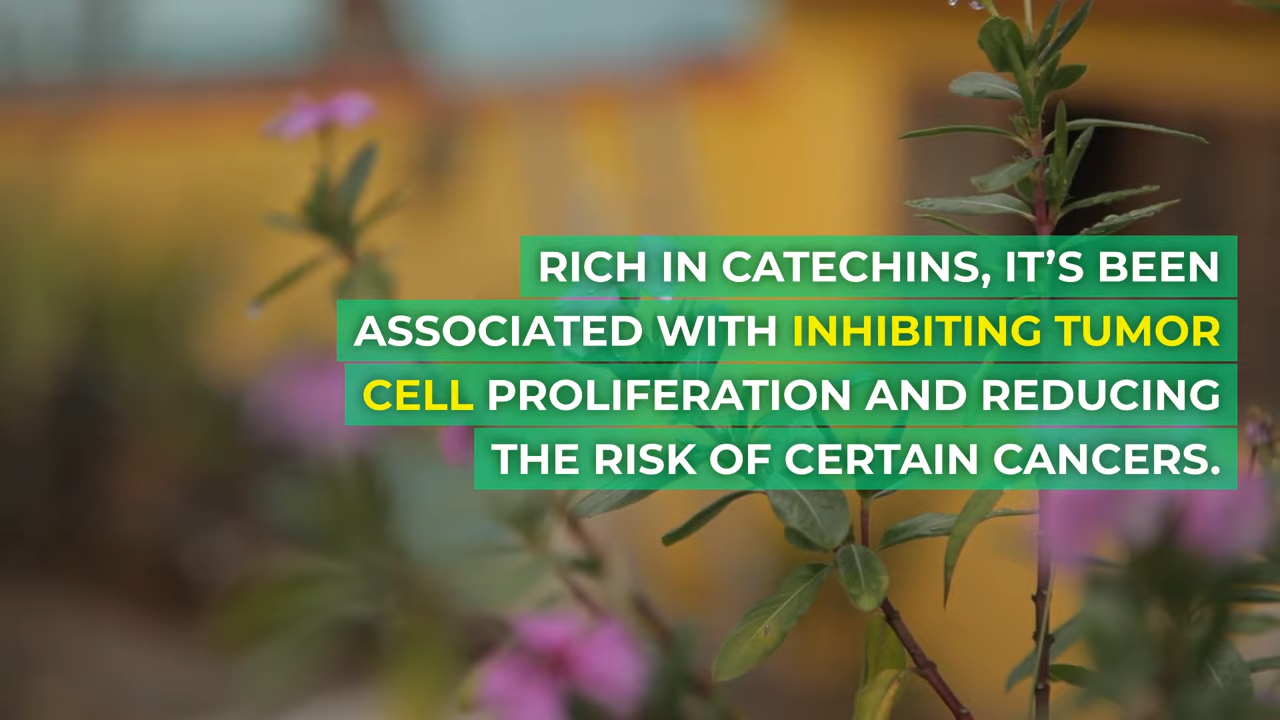 RICH IN CATECHINS, IT’S BEEN
ASSOCIATED WITH INHIBITING TUMOR
CELL PROLIFERATION AND REDUCING
THE RISK OF CERTAIN CANCERS.